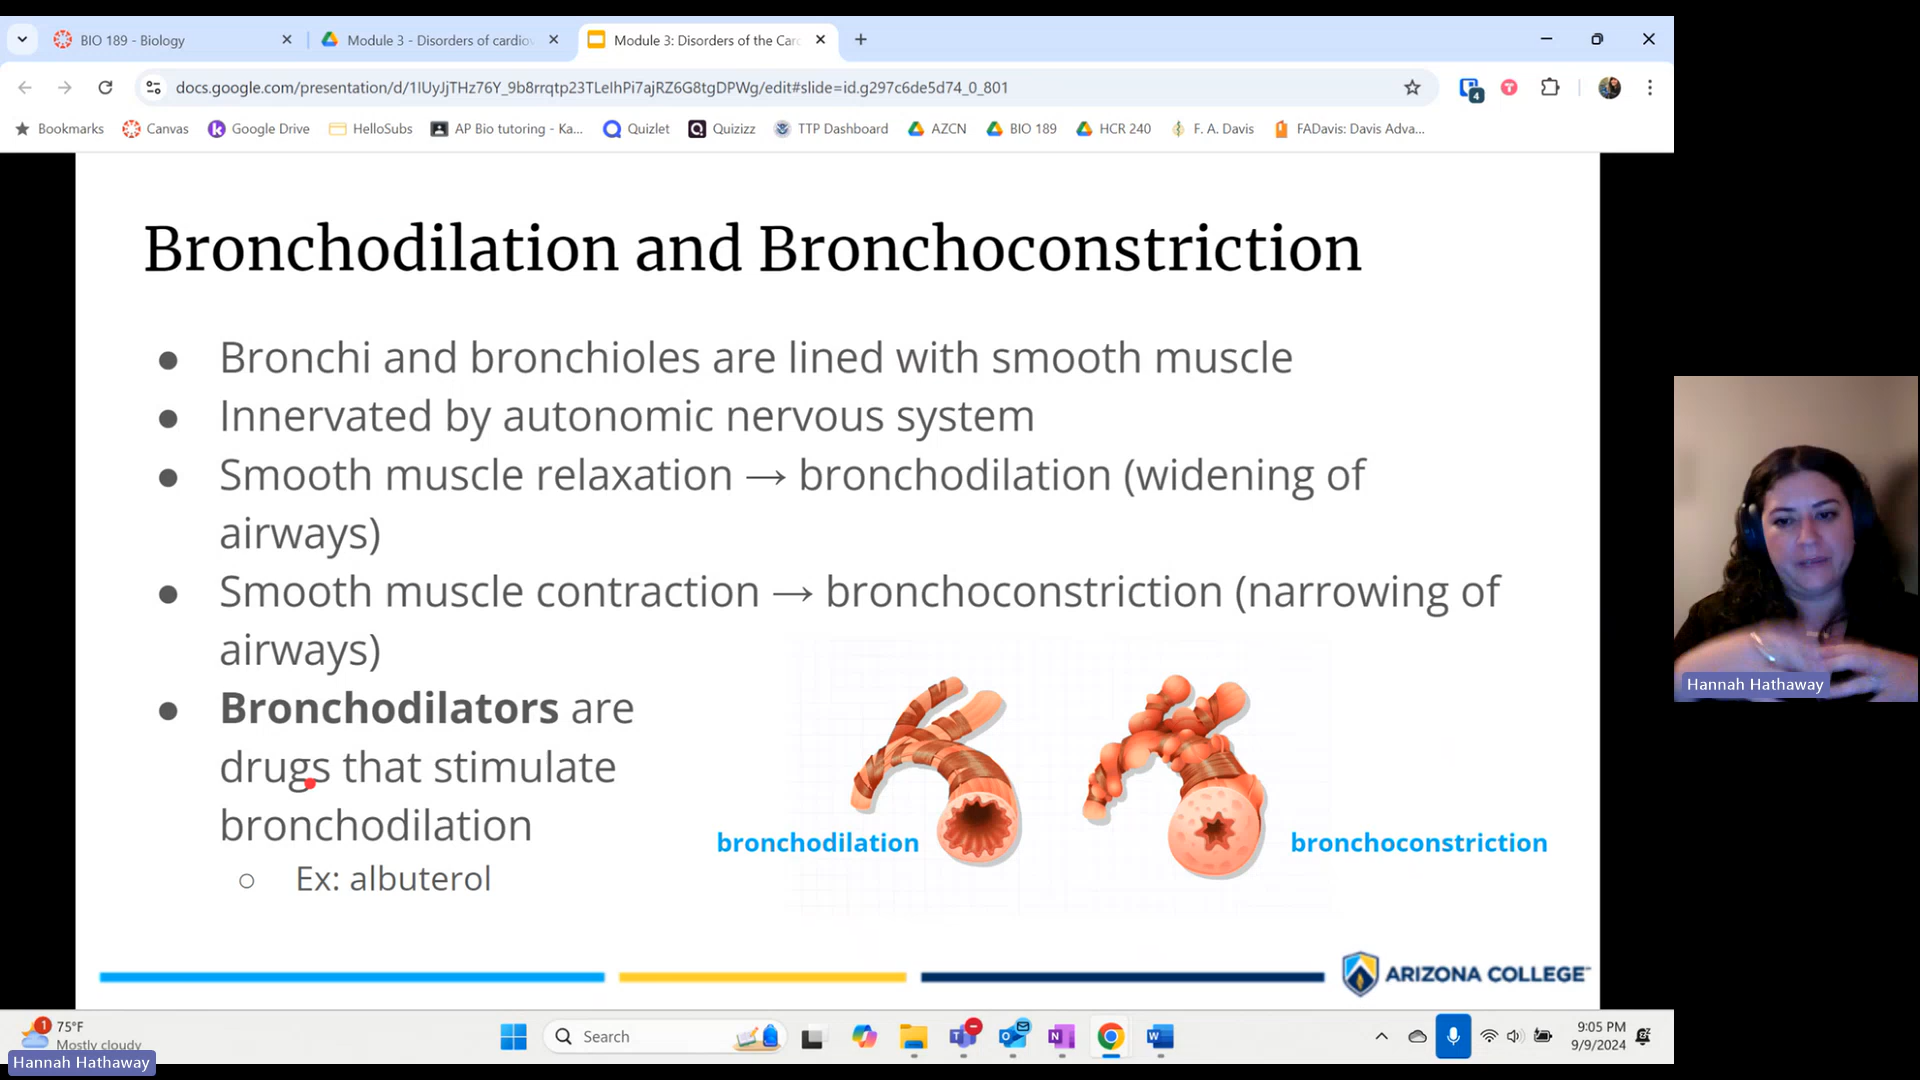 BIO 189 - Biology
Module 3 - Disorders of cardiov
Module 3: Disorders of the Car
docs.google.com/presentation/d/1IUyJjTHz76Y_9b8rrqtp23TLeIhPi7ajRZ6G8tgDPWg/edit#slide=id.g297c6de5d74_0_801
4
T
Bookmarks
Canvas
Google Drive
HelloSubs
AP Bio tutoring - Ka...
Quizlet
Quizizz
TTP Dashboard
AZCN
BIO 189
HCR 240
F. A. Davis
FADavis: Davis Adva...
Bronchodilation and Bronchoconstriction
● Bronchi and bronchioles are lined with smooth muscle
● Innervated by autonomic nervous system
● Smooth muscle relaxation → bronchodilation (widening of
airways)
● Smooth muscle contraction → bronchoconstriction (narrowing of
airways)
● Bronchodilators are
drugs that stimulate
bronchodilation
○ Ex: albuterol
bronchodilation
bronchoconstriction
ARIZONA COLLEGE
Hannah Hathaway
1
75°F
Mostly cloudy
Hannah Hathaway
Search
9:05 PM
9/9/2024